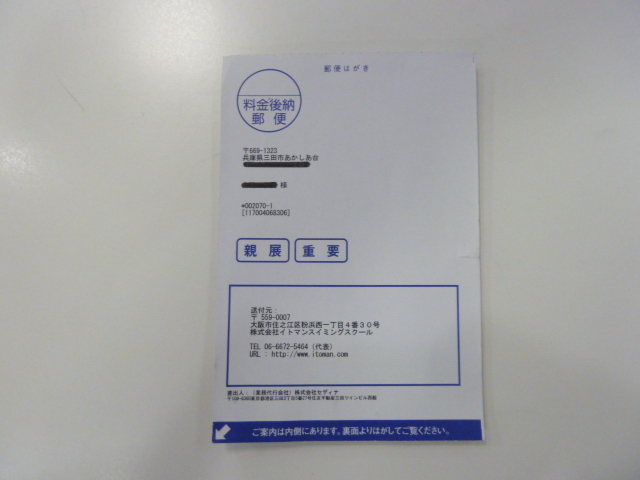 郵便はがき
料金後納
郵便
〒669-1323
兵庫県三田市あかしあ台
様
*002070-1
[117004068306]
親展 重要
送付元:
〒 559-0007
大阪市住之江区粉浜西一丁目4番30号
株式会社イトマンスイミングスクール
TEL 06-6672-5464 (代表)
URL : http://www.itoman.com
差出人:(業務代行会社)株式会社セディナ
ご案内は内側にあります。裏面よりはがしてご覧ください。